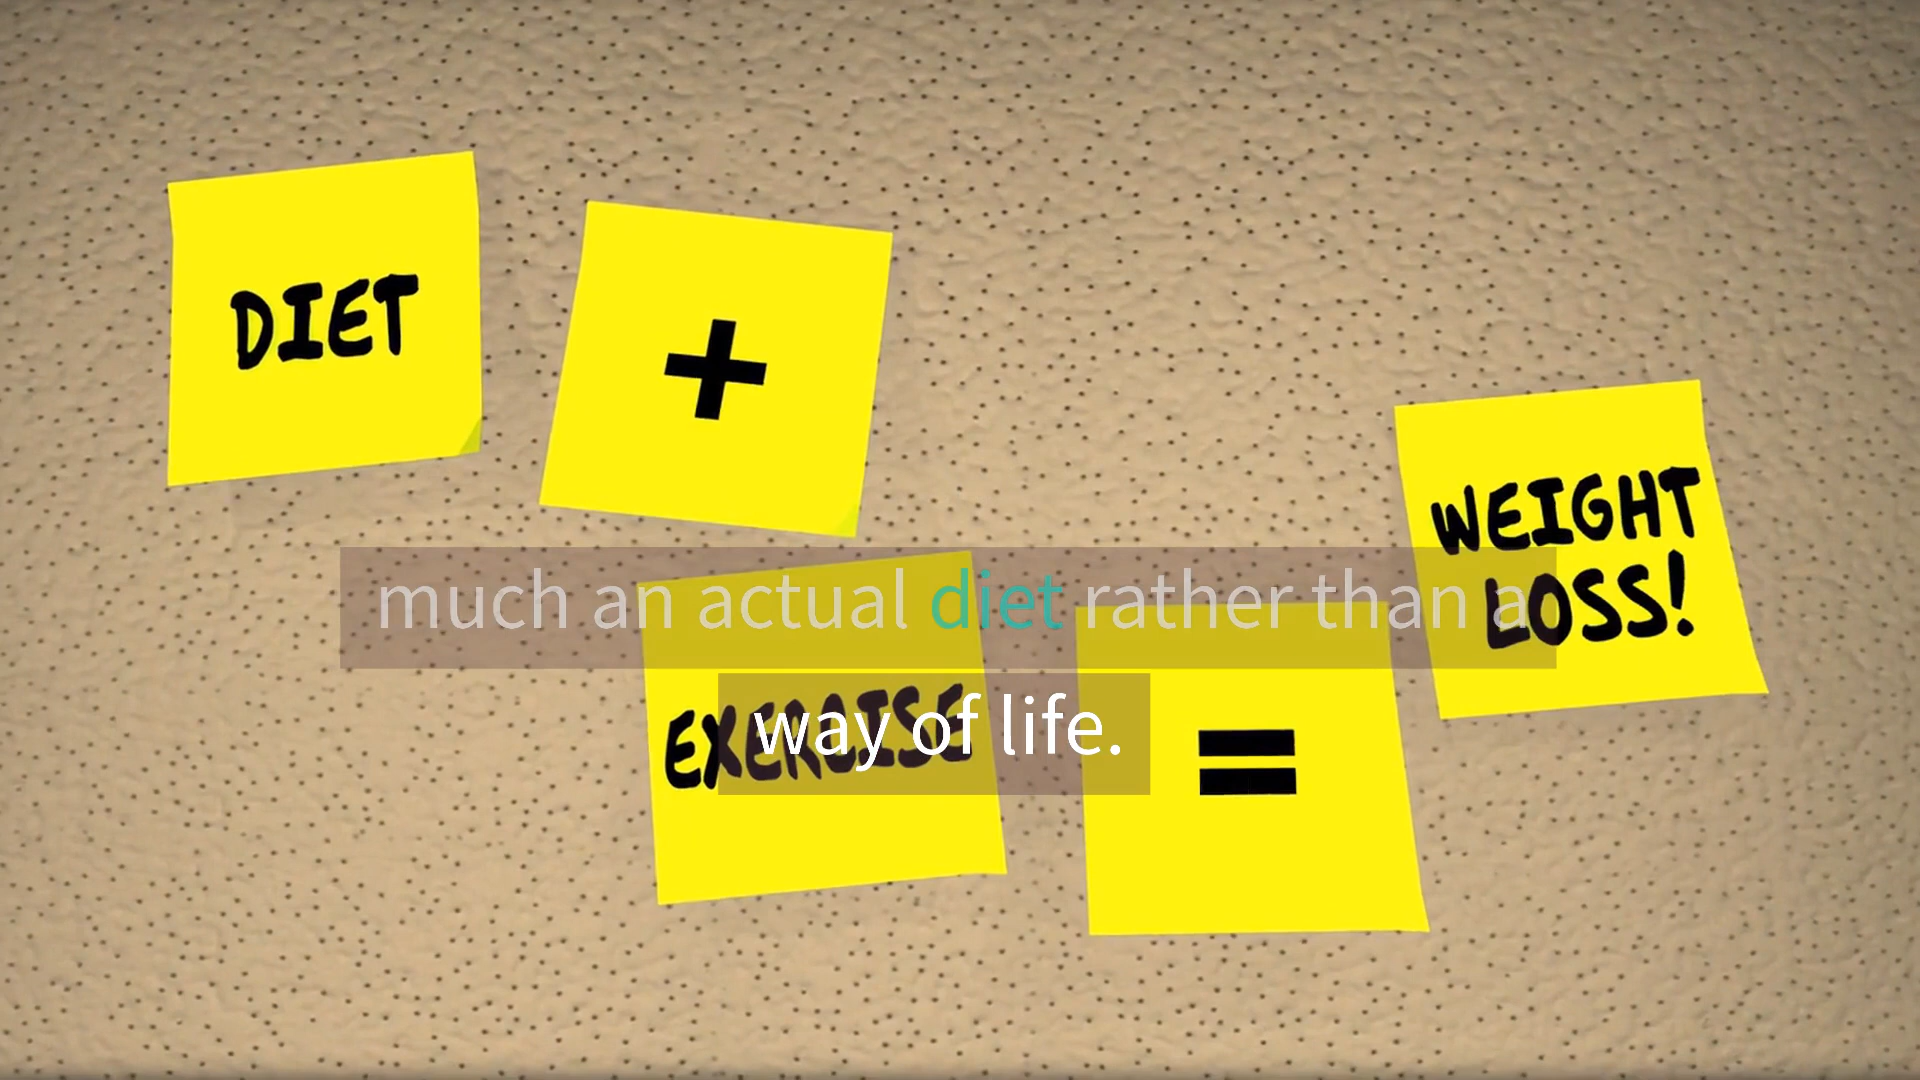 DIET
+
EXERCISE
=
WEIGHT
LOSS!
much an actual diet rather than a
way of life.